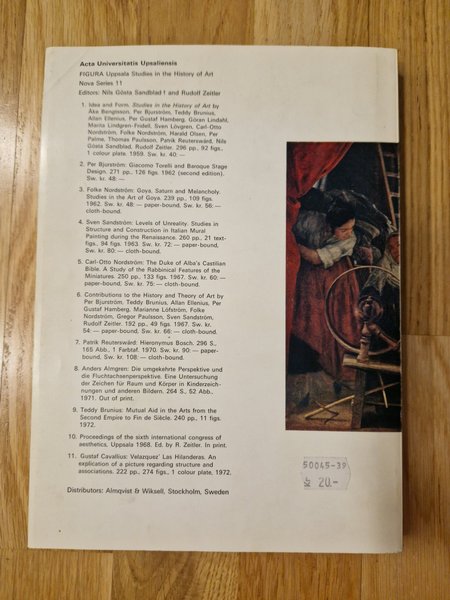 Acta Universitatis Upsaliensis
FIGURA Uppsala Studies in the History of Art
Nova Series 11
Editors: Nils Gösta Sandblad † and Rudolf Zeitler
1. Idea and Form. Studies in the History of Art by
Åka Bengtsson, Per Bjurström, Teddy Brunius,
Allan Ellenius, Per Gustaf Hamberg, Göran Lindahl,
Marita Lindgren-Fridell, Sven Lövgren, Carl-Otto
Nordström, Folke Nordström, Harald Olsen, Per
Palme, Thomas Paulsson, Patrik Reuterswärd, Nils
Gösta Sandblad, Rudolf Zeitler. 296 pp., 92 figs.,
1 colour plate. 1959. Sw. kr. 40: —
2. Per Bjurström: Giacomo Torelli and Baroque Stage
Design. 271 pp., 126 figs. 1962 (second edition).
Sw. kr. 48: —
3. Folke Nordström: Goya, Saturn and Melancholy.
Studies in the Art of Goya. 239 pp., 109 figs.
1962. Sw. kr. 48: — paper-bound. Sw. kr. 56: —
cloth-bound.
4. Sven Sandström: Levels of Unreality. Studies in
Structure and Construction in Italian Mural
Painting during the Renaissance. 260 pp., 21 text-
figs., 94 figs. 1963. Sw. kr. 72: — paper-bound,
Sw. kr. 80: — cloth-bound.
5. Carl-Otto Nordström: The Duke of Alba's Castilian
Bible. A Study of the Rabbinical Features of the
Miniatures. 250 pp., 133 figs. 1967. Sw. kr. 60: —
paper-bound, Sw. kr. 75: — cloth-bound.
6. Contributions to the History and Theory of Art by
Per Bjurström, Teddy Brunius, Allan Ellenius, Per
Gustaf Hamberg, Marianne Löfström, Folke
Nordström, Gregor Paulsson, Sven Sandström,
Rudolf Zeitler. 192 pp., 49 figs. 1967. Sw. kr.
54: — paper-bound, Sw. kr. 66: — cloth-bound.
7. Patrik Reuterswärd: Hieronymus Bosch. 296 S.,
165 Abb., 1 Farbtaf. 1970. Sw. kr. 90: — paper-
bound, Sw. kr. 108: — cloth-bound.
8. Anders Almgren: Die umgekehrte Perspektive und
die Fluchtachsenperspektive. Eine Untersuchung
der Zeichen für Raum und Körper in Kinderzeich-
nungen und anderen Bildern. 264 S., 52 Abb.,
1971. Out of print.
9. Teddy Brunius: Mutual Aid in the Arts from the
Second Empire to Fin de Siècle. 240 pp., 11 figs.
1972.
10. Proceedings of the sixth international congress of
aesthetics, Uppsala 1968. Ed. by R. Zeitler. In print.
11. Gustaf Cavallius: Velazquez' Las Hilanderas. An
explication of a picture regarding structure and
associations. 222 pp., 274 figs., 1 colour plate, 1972.
Distributors: Almqvist & Wiksell, Stockholm, Sweden
50045-39
20.-